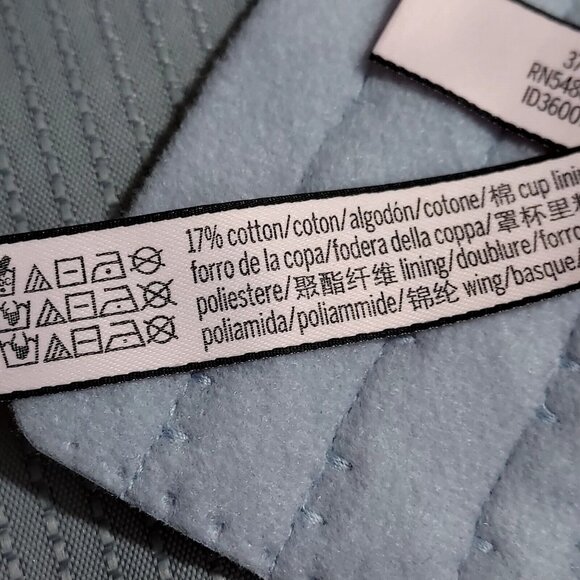 3/
RN548
ID3600
17% cotton/coton/algodón/cotone/棉 cup
forro de la copa/fodera della coppa/罩杯里
poliestere/聚酯纤维 lining/doublure/forro
poliamida/poliammide/锦纶 wing/basque/